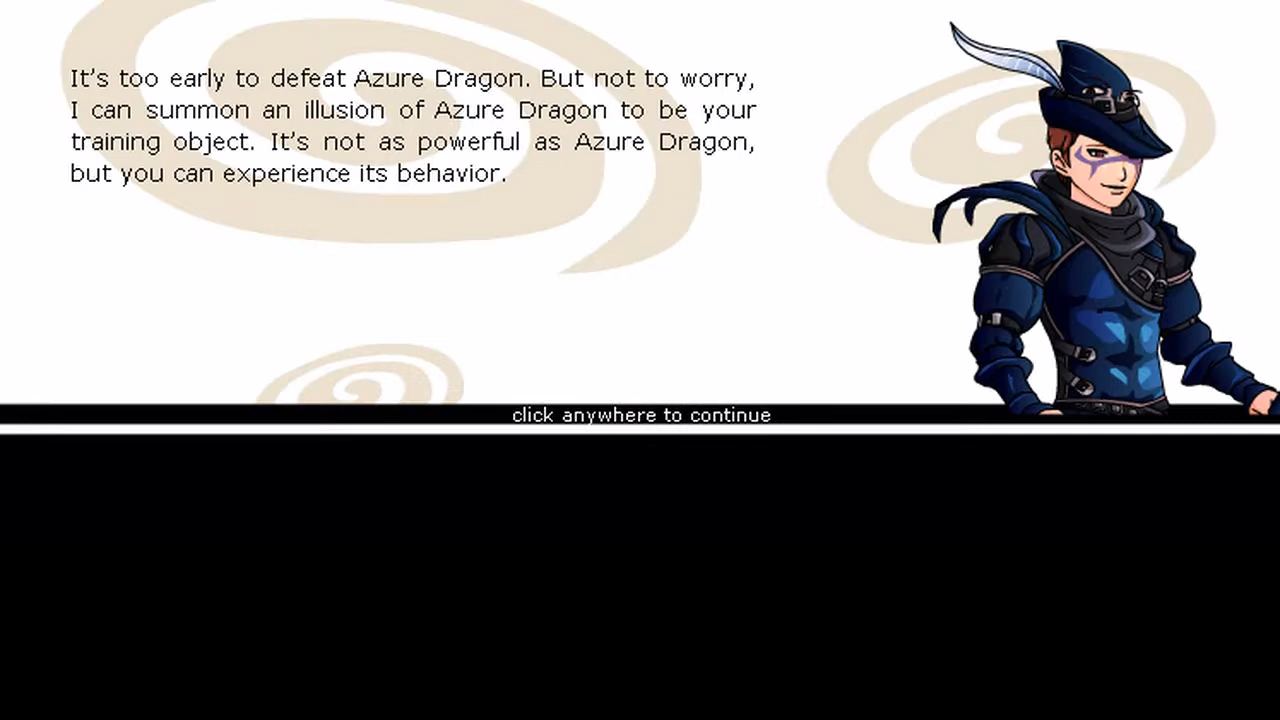 It's too early to defeat Azure Dragon. But not to worry,
I can summon an illusion of Azure Dragon to be your
training object. It's not as powerful as Azure Dragon,
but you can experience its behavior.
click anywhere to continue